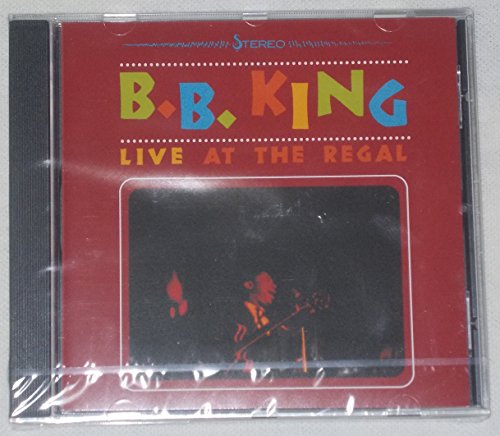 STEREO
B.B. KING
LIVE AT THE REGAL